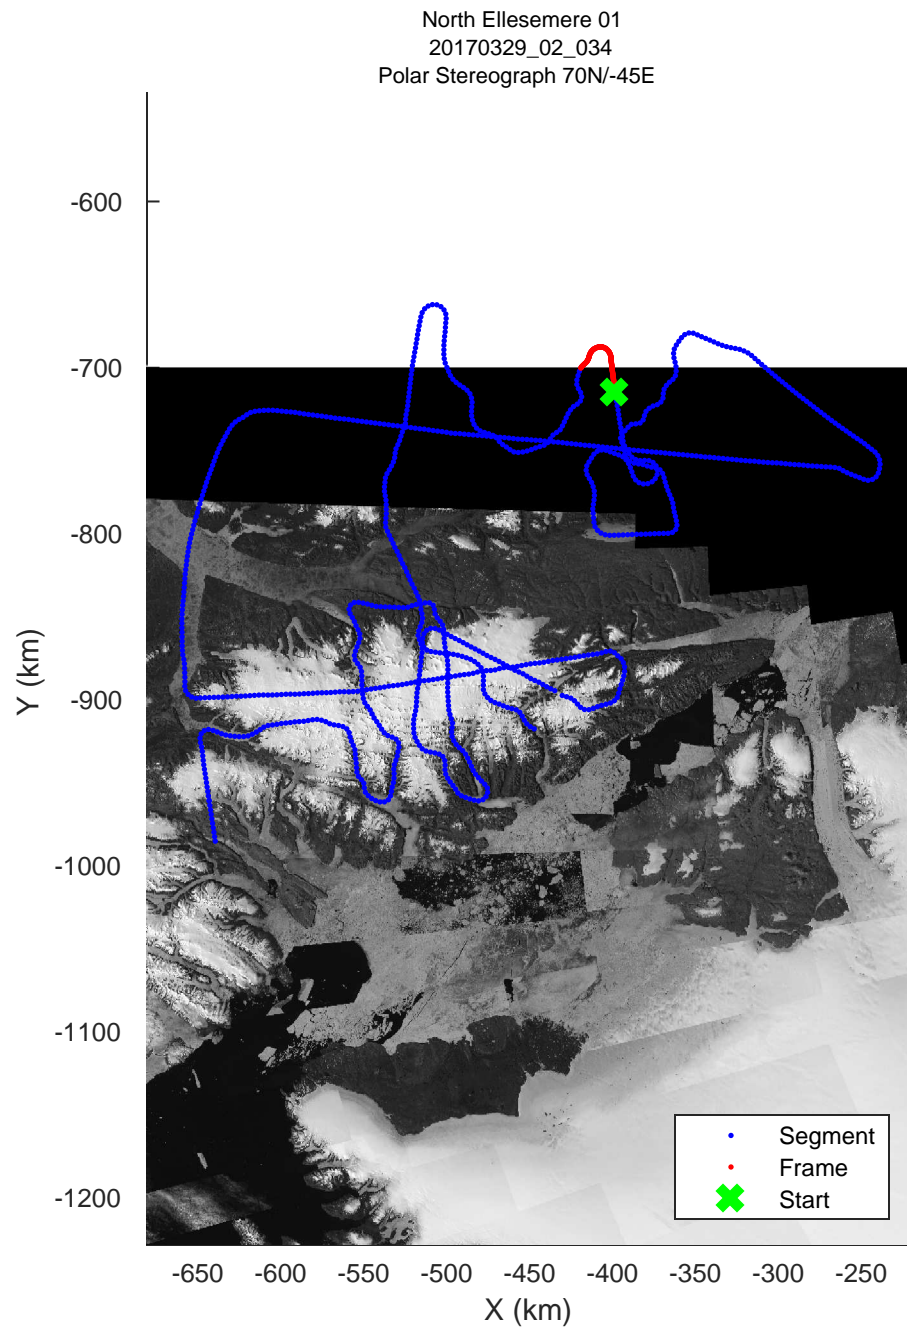 North Ellesemere 01
20170329_02_034
Polar Stereograph 70N/-45E
-600
-700
-800
-900
-1000
-1100
-1200
Y (km)
Segment
Frame
Start
-650 -600 -550 -500 -450 -400 -350 -300 -250
X (km)